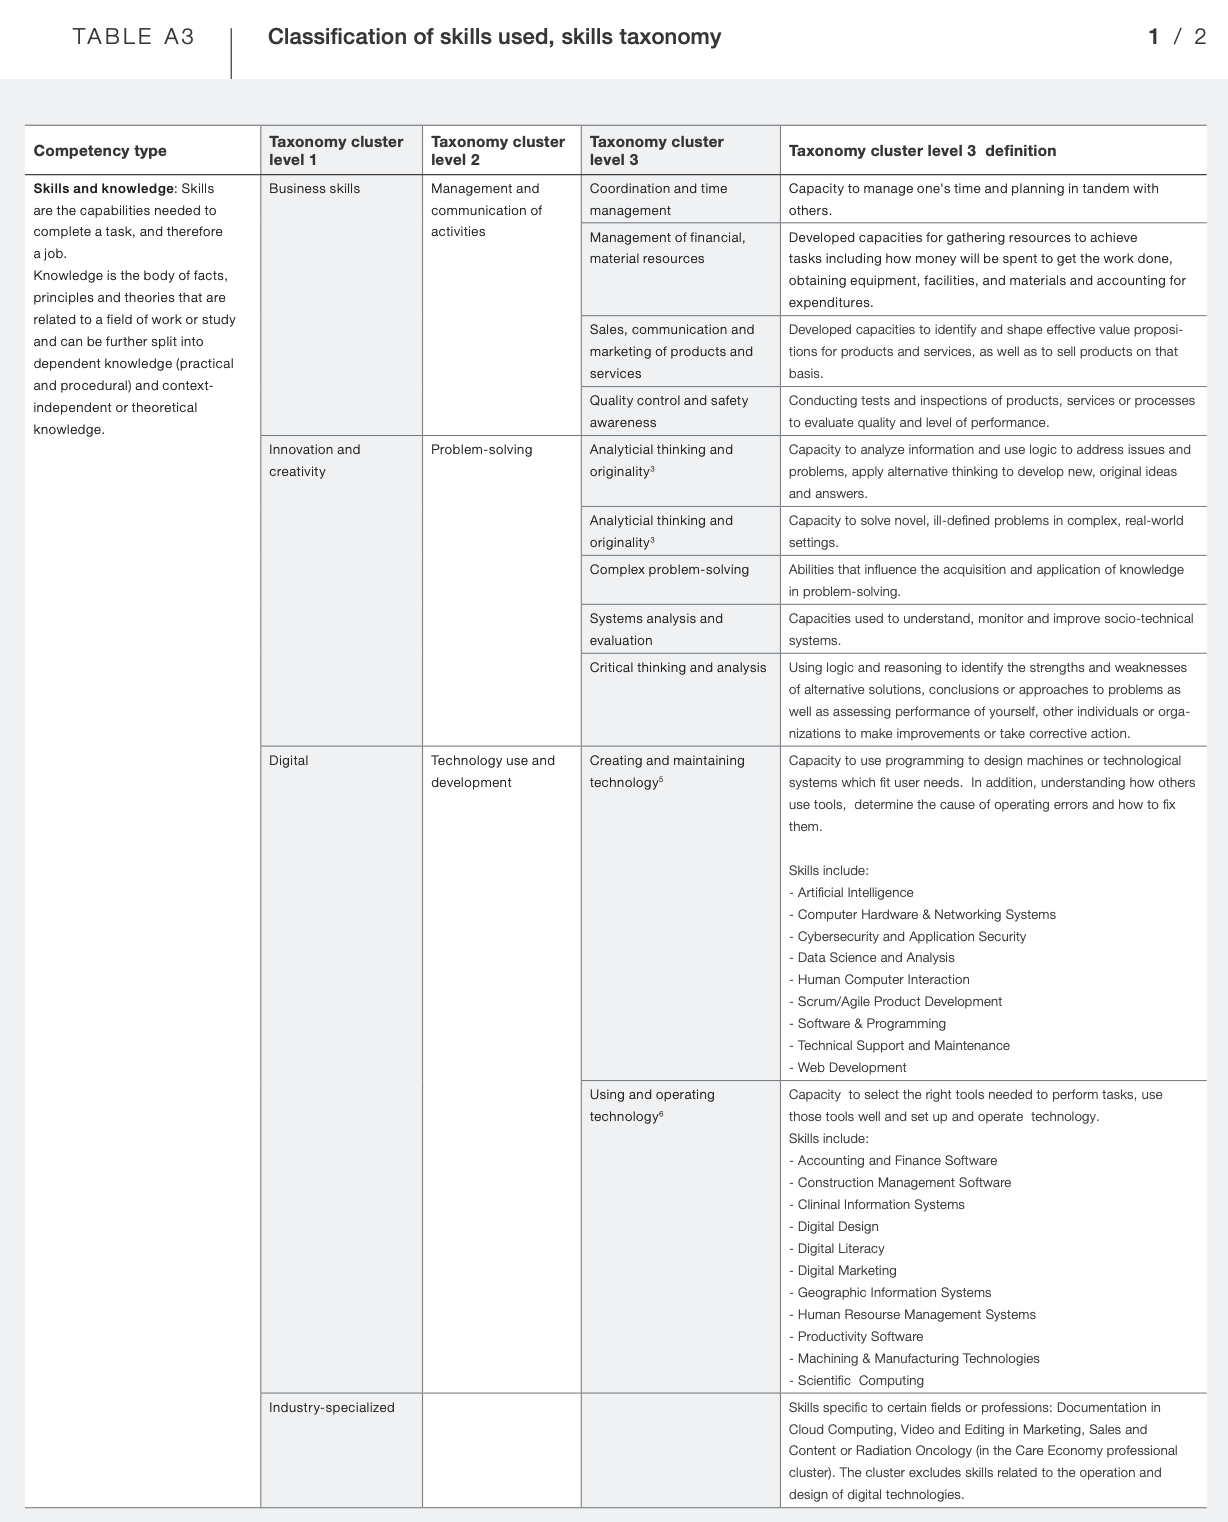 TABLE A3
Classification of skills used, skills taxonomy
1 / 2
Competency type
Taxonomy cluster
level 1
Taxonomy cluster
level 2
Taxonomy cluster
level 3
Taxonomy cluster level 3  definition
Skills and knowledge: Skills
are the capabilities needed to
complete a task, and therefore
a job.
Knowledge is the body of facts,
principles and theories that are
related to a field of work or study
and can be further split into
dependent knowledge (practical
and procedural) and context-
independent or theoretical
knowledge.
Business skills
Management and
communication of
activities
Coordination and time
management
Capacity to manage one's time and planning in tandem with
others.
Management of financial,
material resources
Developed capacities for gathering resources to achieve
tasks including how money will be spent to get the work done,
obtaining equipment, facilities, and materials and accounting for
expenditures.
Sales, communication and
marketing of products and
services
Developed capacities to identify and shape effective value proposi-
tions for products and services, as well as to sell products on that
basis.
Quality control and safety
awareness
Conducting tests and inspections of products, services or processes
to evaluate quality and level of performance.
Innovation and
creativity
Problem-solving
Analyticial thinking and
originality³
Capacity to analyze information and use logic to address issues and
problems, apply alternative thinking to develop new, original ideas
and answers.
Analyticial thinking and
originality³
Capacity to solve novel, ill-defined problems in complex, real-world
settings.
Complex problem-solving
Abilities that influence the acquisition and application of knowledge
in problem-solving.
Systems analysis and
evaluation
Capacities used to understand, monitor and improve socio-technical
systems.
Critical thinking and analysis
Using logic and reasoning to identify the strengths and weaknesses
of alternative solutions, conclusions or approaches to problems as
well as assessing performance of yourself, other individuals or orga-
nizations to make improvements or take corrective action.
Digital
Technology use and
development
Creating and maintaining
technology⁵
Capacity to use programming to design machines or technological
systems which fit user needs.  In addition, understanding how others
use tools,  determine the cause of operating errors and how to fix
them.
Skills include:
- Artificial Intelligence
- Computer Hardware & Networking Systems
- Cybersecurity and Application Security
- Data Science and Analysis
- Human Computer Interaction
- Scrum/Agile Product Development
- Software & Programming
- Technical Support and Maintenance
- Web Development
Using and operating
technology⁶
Capacity  to select the right tools needed to perform tasks, use
those tools well and set up and operate  technology.
Skills include:
- Accounting and Finance Software
- Construction Management Software
- Clininal Information Systems
- Digital Design
- Digital Literacy
- Digital Marketing
- Geographic Information Systems
- Human Resourse Management Systems
- Productivity Software
- Machining & Manufacturing Technologies
- Scientific  Computing
Industry-specialized
Skills specific to certain fields or professions: Documentation in
Cloud Computing, Video and Editing in Marketing, Sales and
Content or Radiation Oncology (in the Care Economy professional
cluster). The cluster excludes skills related to the operation and
design of digital technologies.